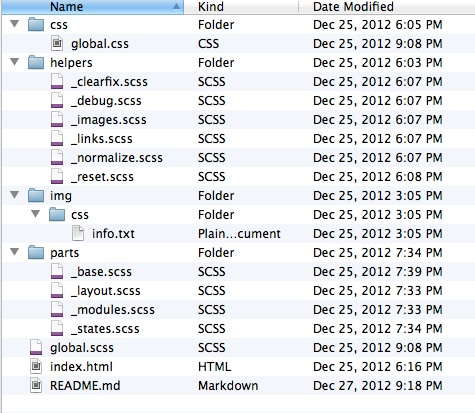 Name Kind Date Modified
css Folder Dec 25, 2012 6:05 PM
global.css CSS Dec 25, 2012 9:08 PM
helpers Folder Dec 25, 2012 6:03 PM
_clearfix.scss SCSS Dec 25, 2012 6:07 PM
_debug.scss SCSS Dec 25, 2012 6:07 PM
_images.scss SCSS Dec 25, 2012 6:07 PM
_links.scss SCSS Dec 25, 2012 6:07 PM
_normalize.scss SCSS Dec 25, 2012 6:07 PM
_reset.scss SCSS Dec 25, 2012 6:08 PM
img Folder Dec 25, 2012 3:05 PM
css Folder Dec 25, 2012 3:05 PM
info.txt Plain...cument Dec 25, 2012 3:05 PM
parts Folder Dec 25, 2012 7:34 PM
_base.scss SCSS Dec 25, 2012 7:39 PM
_layout.scss SCSS Dec 25, 2012 7:33 PM
_modules.scss SCSS Dec 25, 2012 7:33 PM
_states.scss SCSS Dec 25, 2012 7:34 PM
global.scss SCSS Dec 25, 2012 9:08 PM
index.html HTML Dec 25, 2012 6:16 PM
README.md Markdown Dec 27, 2012 9:18 PM